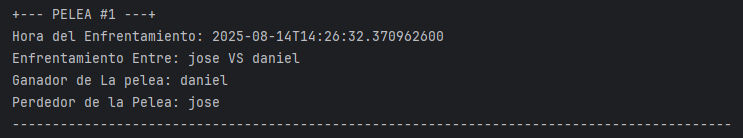 +--- PELEA #1 ---+
Hora del Enfrentamiento: 2025-08-14T14:26:32.370962600
Enfrentamiento Entre: jose VS daniel
Ganador de La pelea: daniel
Perdedor de la Pelea: jose
------------------------------------------------------------------------------------------